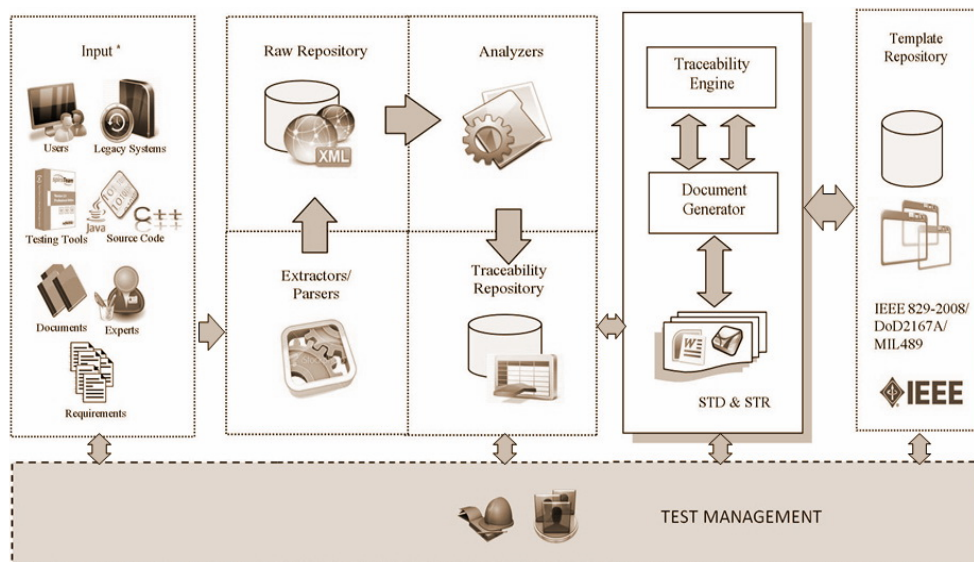 Input *
Users
Legacy Systems
Testing Tools
Java
C++
Source Code
Documents
Experts
Requirements
Raw Repository
XML
Extractors/
Parsers
Analyzers
Traceability
Repository
Traceability
Engine
Document
Generator
W
STD & STR
Template
Repository
IEEE 829-2008/
DoD2167A/
MIL489
IEEE
TEST MANAGEMENT